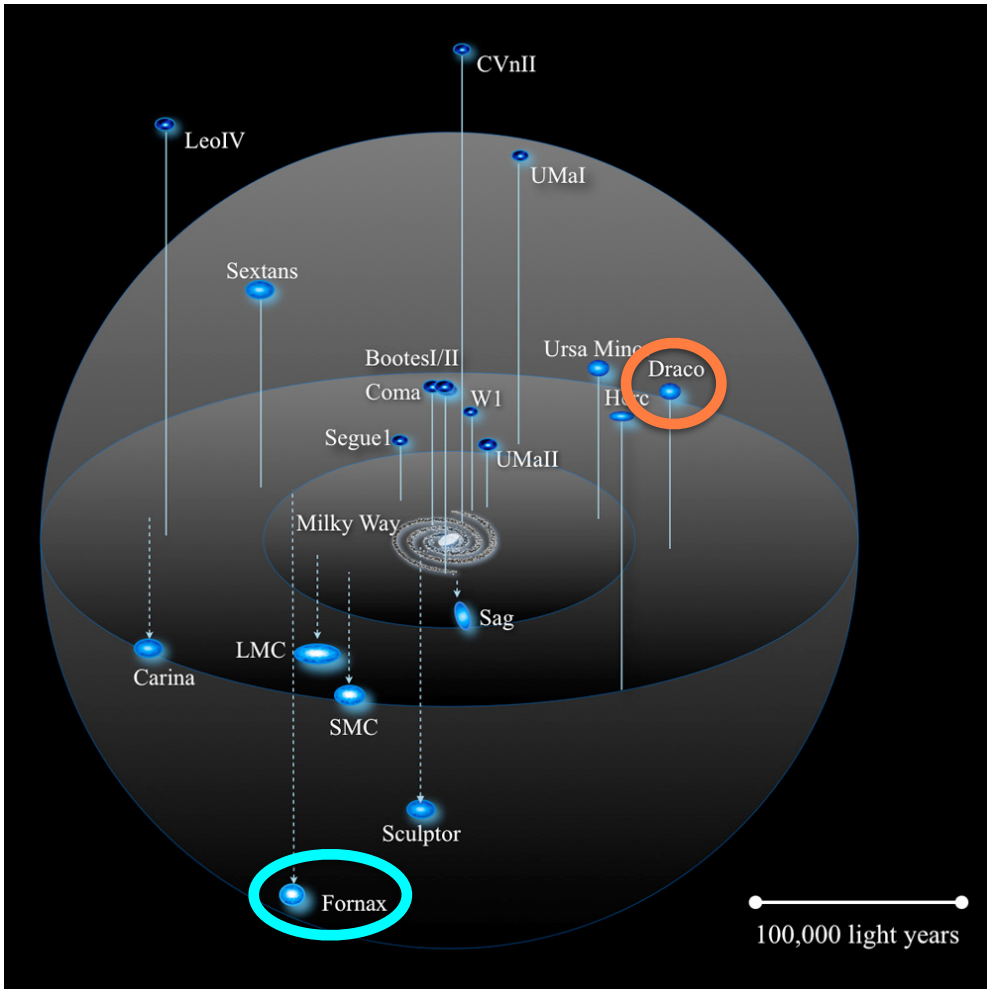 CVnII
LeoIV
UMaI
Sextans
Ursa Mino
BootesI/II
Draco
Coma
W1
Herc
Segue1
UMaII
Milky Way
Sag
LMC
Carina
SMC
Sculptor
Fornax
100,000 light years